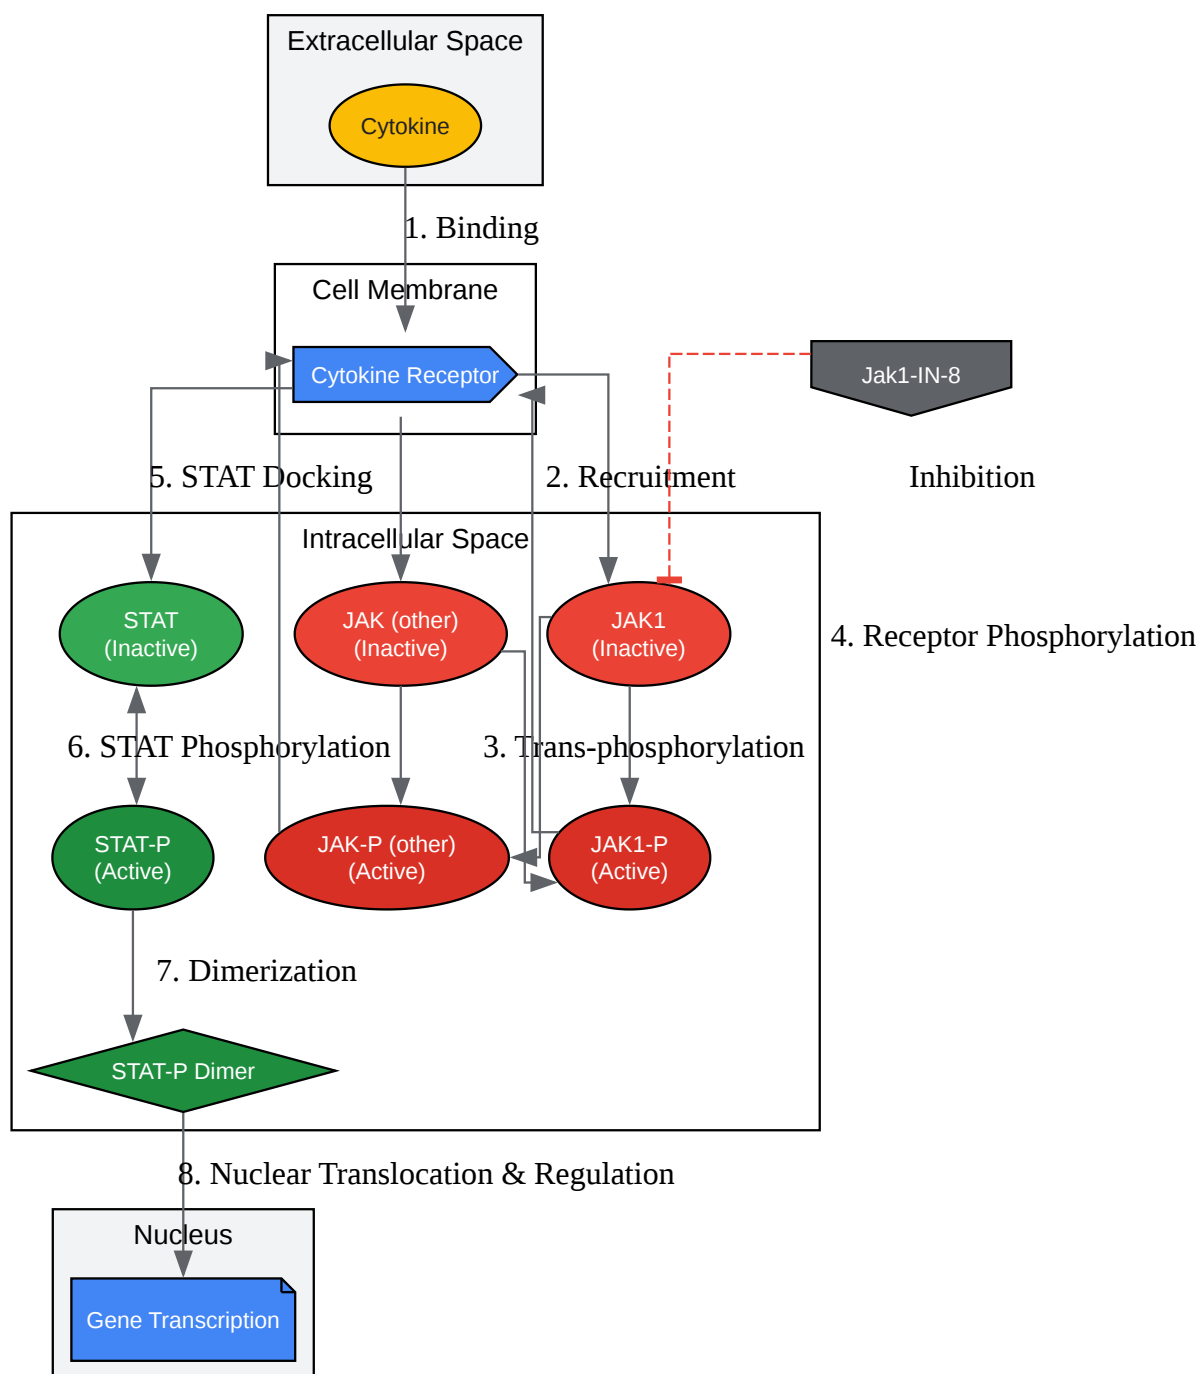 Extracellular Space
Cytokine
1. Binding
Cell Membrane
Cytokine Receptor
Jak1-IN-8
5. STAT Docking
2. Recruitment
Inhibition
Intracellular Space
STAT
(Inactive)
JAK (other)
(Inactive)
JAK1
(Inactive)
4. Receptor Phosphorylation
6. STAT Phosphorylation
3. Trans-phosphorylation
STAT-P
(Active)
JAK-P (other)
(Active)
JAK1-P
(Active)
7. Dimerization
STAT-P Dimer
8. Nuclear Translocation & Regulation
Nucleus
Gene Transcription